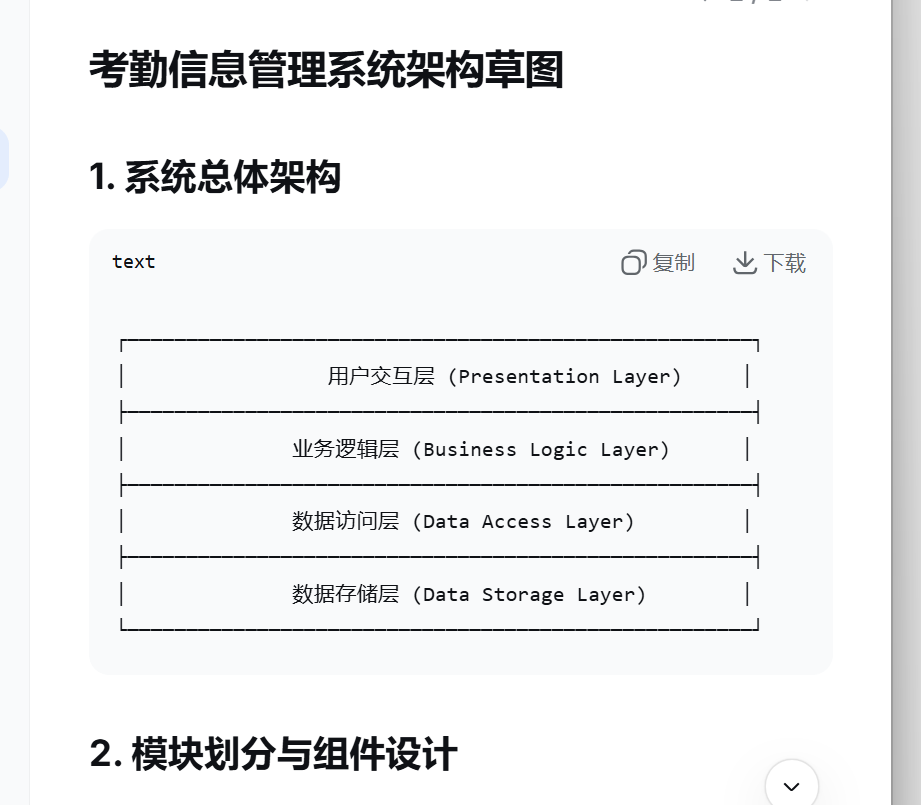 考勤信息管理系统架构草图
1. 系统总体架构
text 复制 下载
用户交互层 (Presentation Layer)
业务逻辑层 (Business Logic Layer)
数据访问层 (Data Access Layer)
数据存储层 (Data Storage Layer)
2. 模块划分与组件设计